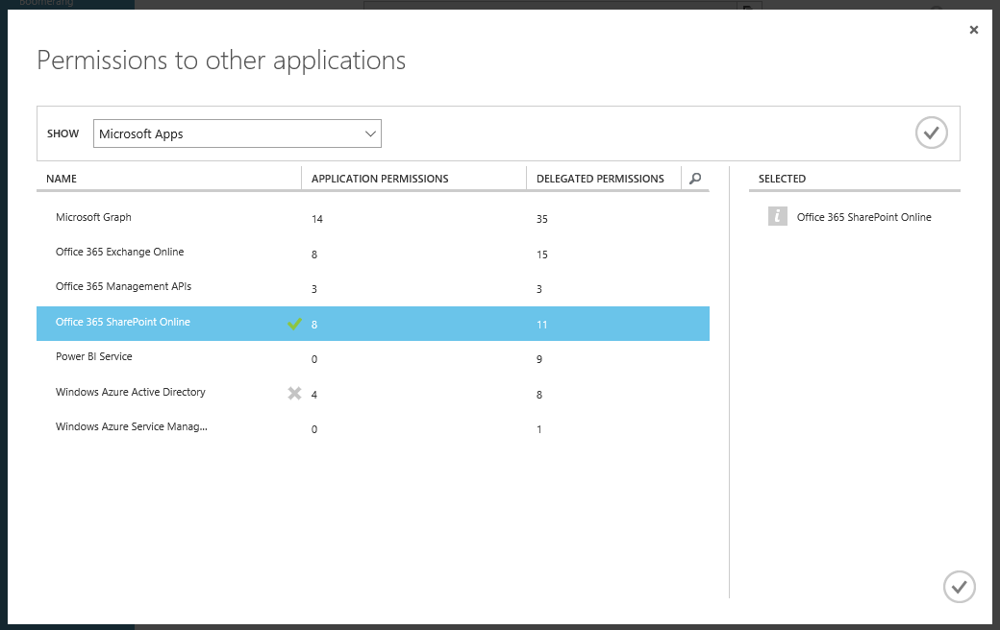 Boomerang
Permissions to other applications
SHOW Microsoft Apps
NAME APPLICATION PERMISSIONS DELEGATED PERMISSIONS SELECTED
Microsoft Graph 14 35 Office 365 SharePoint Online
Office 365 Exchange Online 8 15
Office 365 Management APIs 3 3
Office 365 SharePoint Online 8 11
Power BI Service 0 9
Windows Azure Active Directory 4 8
Windows Azure Service Manag... 0 1